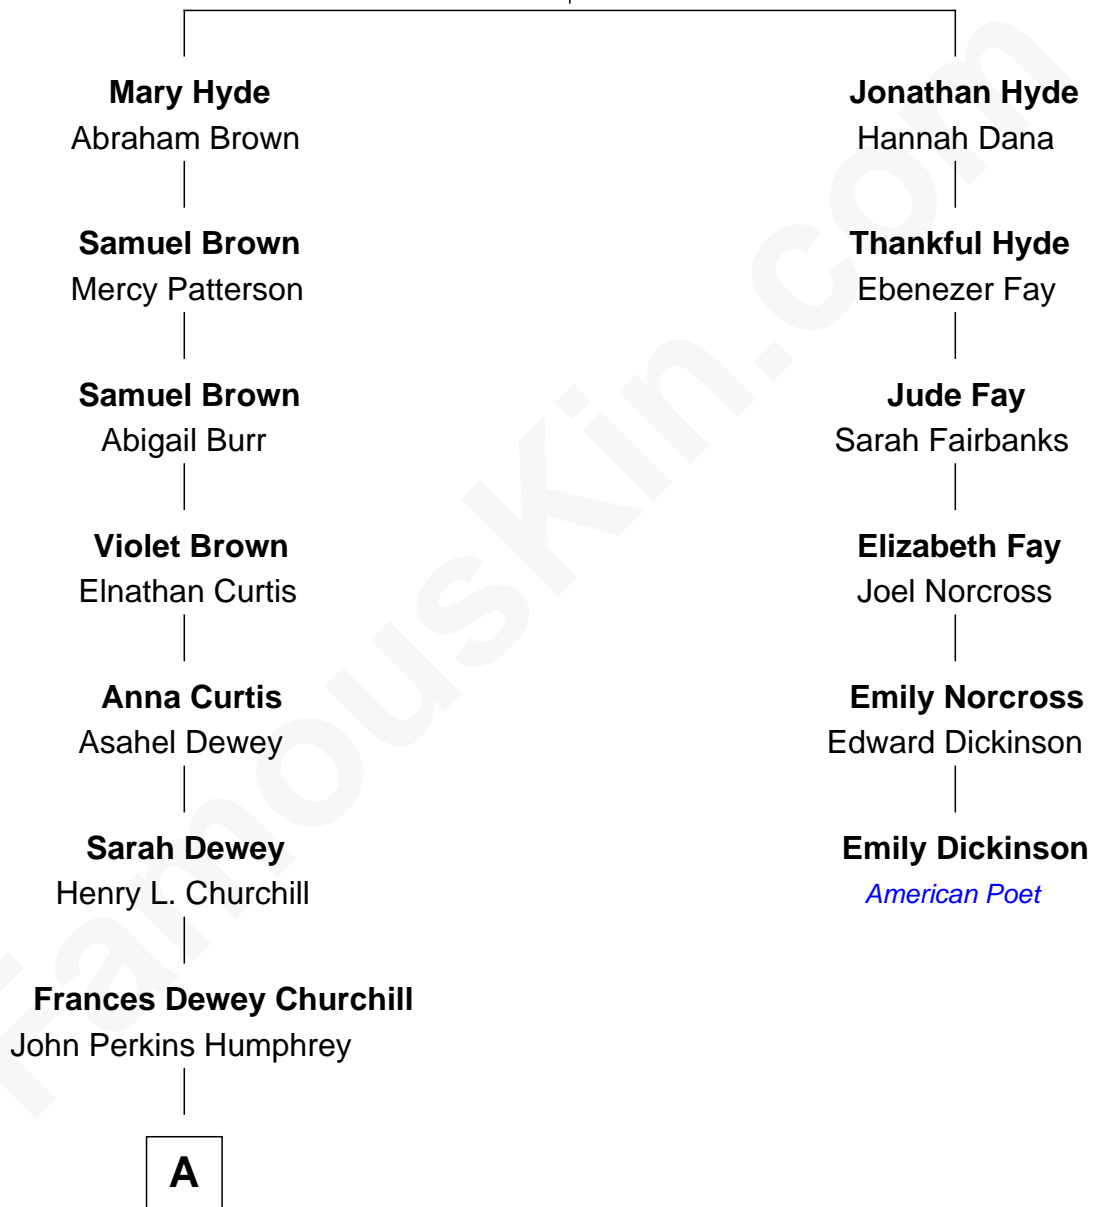 Mary Hyde
Abraham Brown
Samuel Brown
Mercy Patterson
Samuel Brown
Abigail Burr
Violet Brown
Elnathan Curtis
Anna Curtis
Asahel Dewey
Sarah Dewey
Henry L. Churchill
Frances Dewey Churchill
John Perkins Humphrey
A
Jonathan Hyde
Hannah Dana
Thankful Hyde
Ebenezer Fay
Jude Fay
Sarah Fairbanks
Elizabeth Fay
Joel Norcross
Emily Norcross
Edward Dickinson
Emily Dickinson
American Poet
FamousKin.com